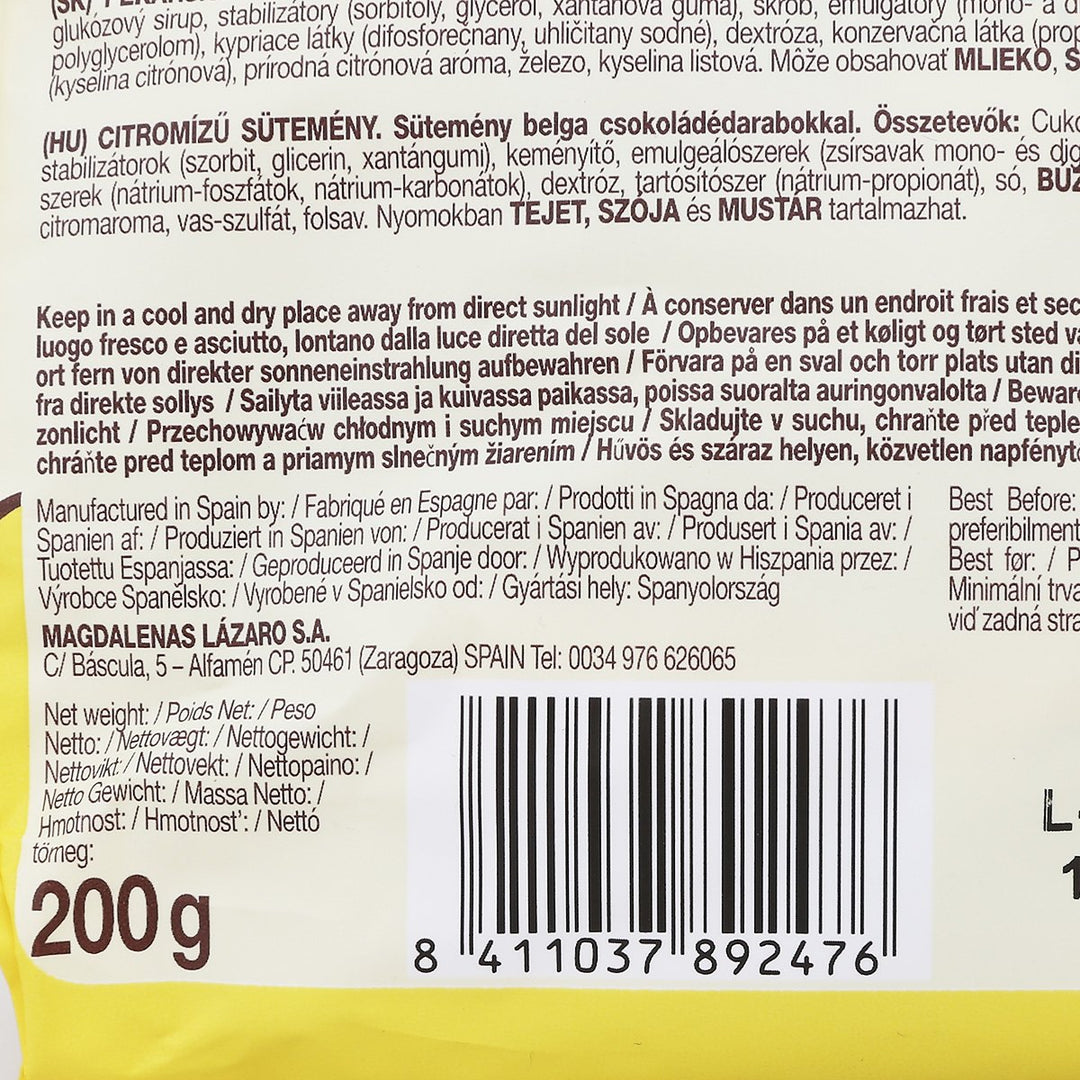 glukózový sirup, stabilizátory (sorbitoly, glycerol, xantánová guma), škrob, emulgátory (mono- a
polyglycerolom), kypriace látky (difosforečnany, uhličitany sodné), dextróza, konzervačná látka
(kyselina citrónová), prírodná citrónová aróma, železo, kyselina listová. Môže obsahovať MLIEKO,
(HU) CITROMÍZŰ SÜTEMÉNY. Sütemény belga csokoládédarabokkal. Összetevők:
stabilizátorok (szorbit, glicerin, xantángumi), keményítő, emulgeálószerek (zsírsavak mono- és
szerek (nátrium-foszfátok, nátrium-karbonátok), dextróz, tartósítószer (nátrium-propionát), só,
citromaroma, vas-szulfát, folsav. Nyomokban TEJET, SZÓJA és MUSTÁR tartalmazhat.
Keep in a cool and dry place away from direct sunlight / À conserver dans un endroit frais et sec
luogo fresco e asciutto, lontano dalla luce diretta del sole / Opbevares på et køligt og tørt sted
ort fern von direkter sonneneinstrahlung aufbewahren / Förvara på en sval och torr plats utan
fra direkte sollys / Sailyta viileassa ja kuivassa paikassa, poissa suoralta auringonvalolta /
zonlicht / Przechowywaćw chłodnym i suchym miejscu / Skladujte v suchu, chraňte před
chráňte pred teplom a priamym slnečným žiarením / Hűvös és száraz helyen, közvetlen
Manufactured in Spain by: / Fabriqué en Espagne par: / Prodotti in Spagna da: / Produceret i
Spanien af: / Produziert in Spanien von: / Producerat i Spanien av: / Produsert i Spania av: /
Tuotettu Espanjassa: / Geproduceerd in Spanje door: / Wyprodukowano w Hiszpania przez: /
Výrobce Španělsko: / Vyrobené v Španielsko od: / Gyártási hely: Spanyolország
MAGDALENAS LÁZARO S.A.
C/ Báscula, 5 – Alfamén CP. 50461 (Zaragoza) SPAIN Tel: 0034 976 626065
Best Before:
preferibilment
Best før: / P
Minimální trva
viď zadná stra
Net weight: / Poids Net: / Peso
Netto: / Nettovægt: / Nettogewicht: /
Nettovikt / Nettovekt: / Nettopaino: /
Netto Gewicht: / Massa Netto: /
Hmotnost: / Hmotnost': / Nettó
tömeg:
200 g
8 411037 892476
L
1